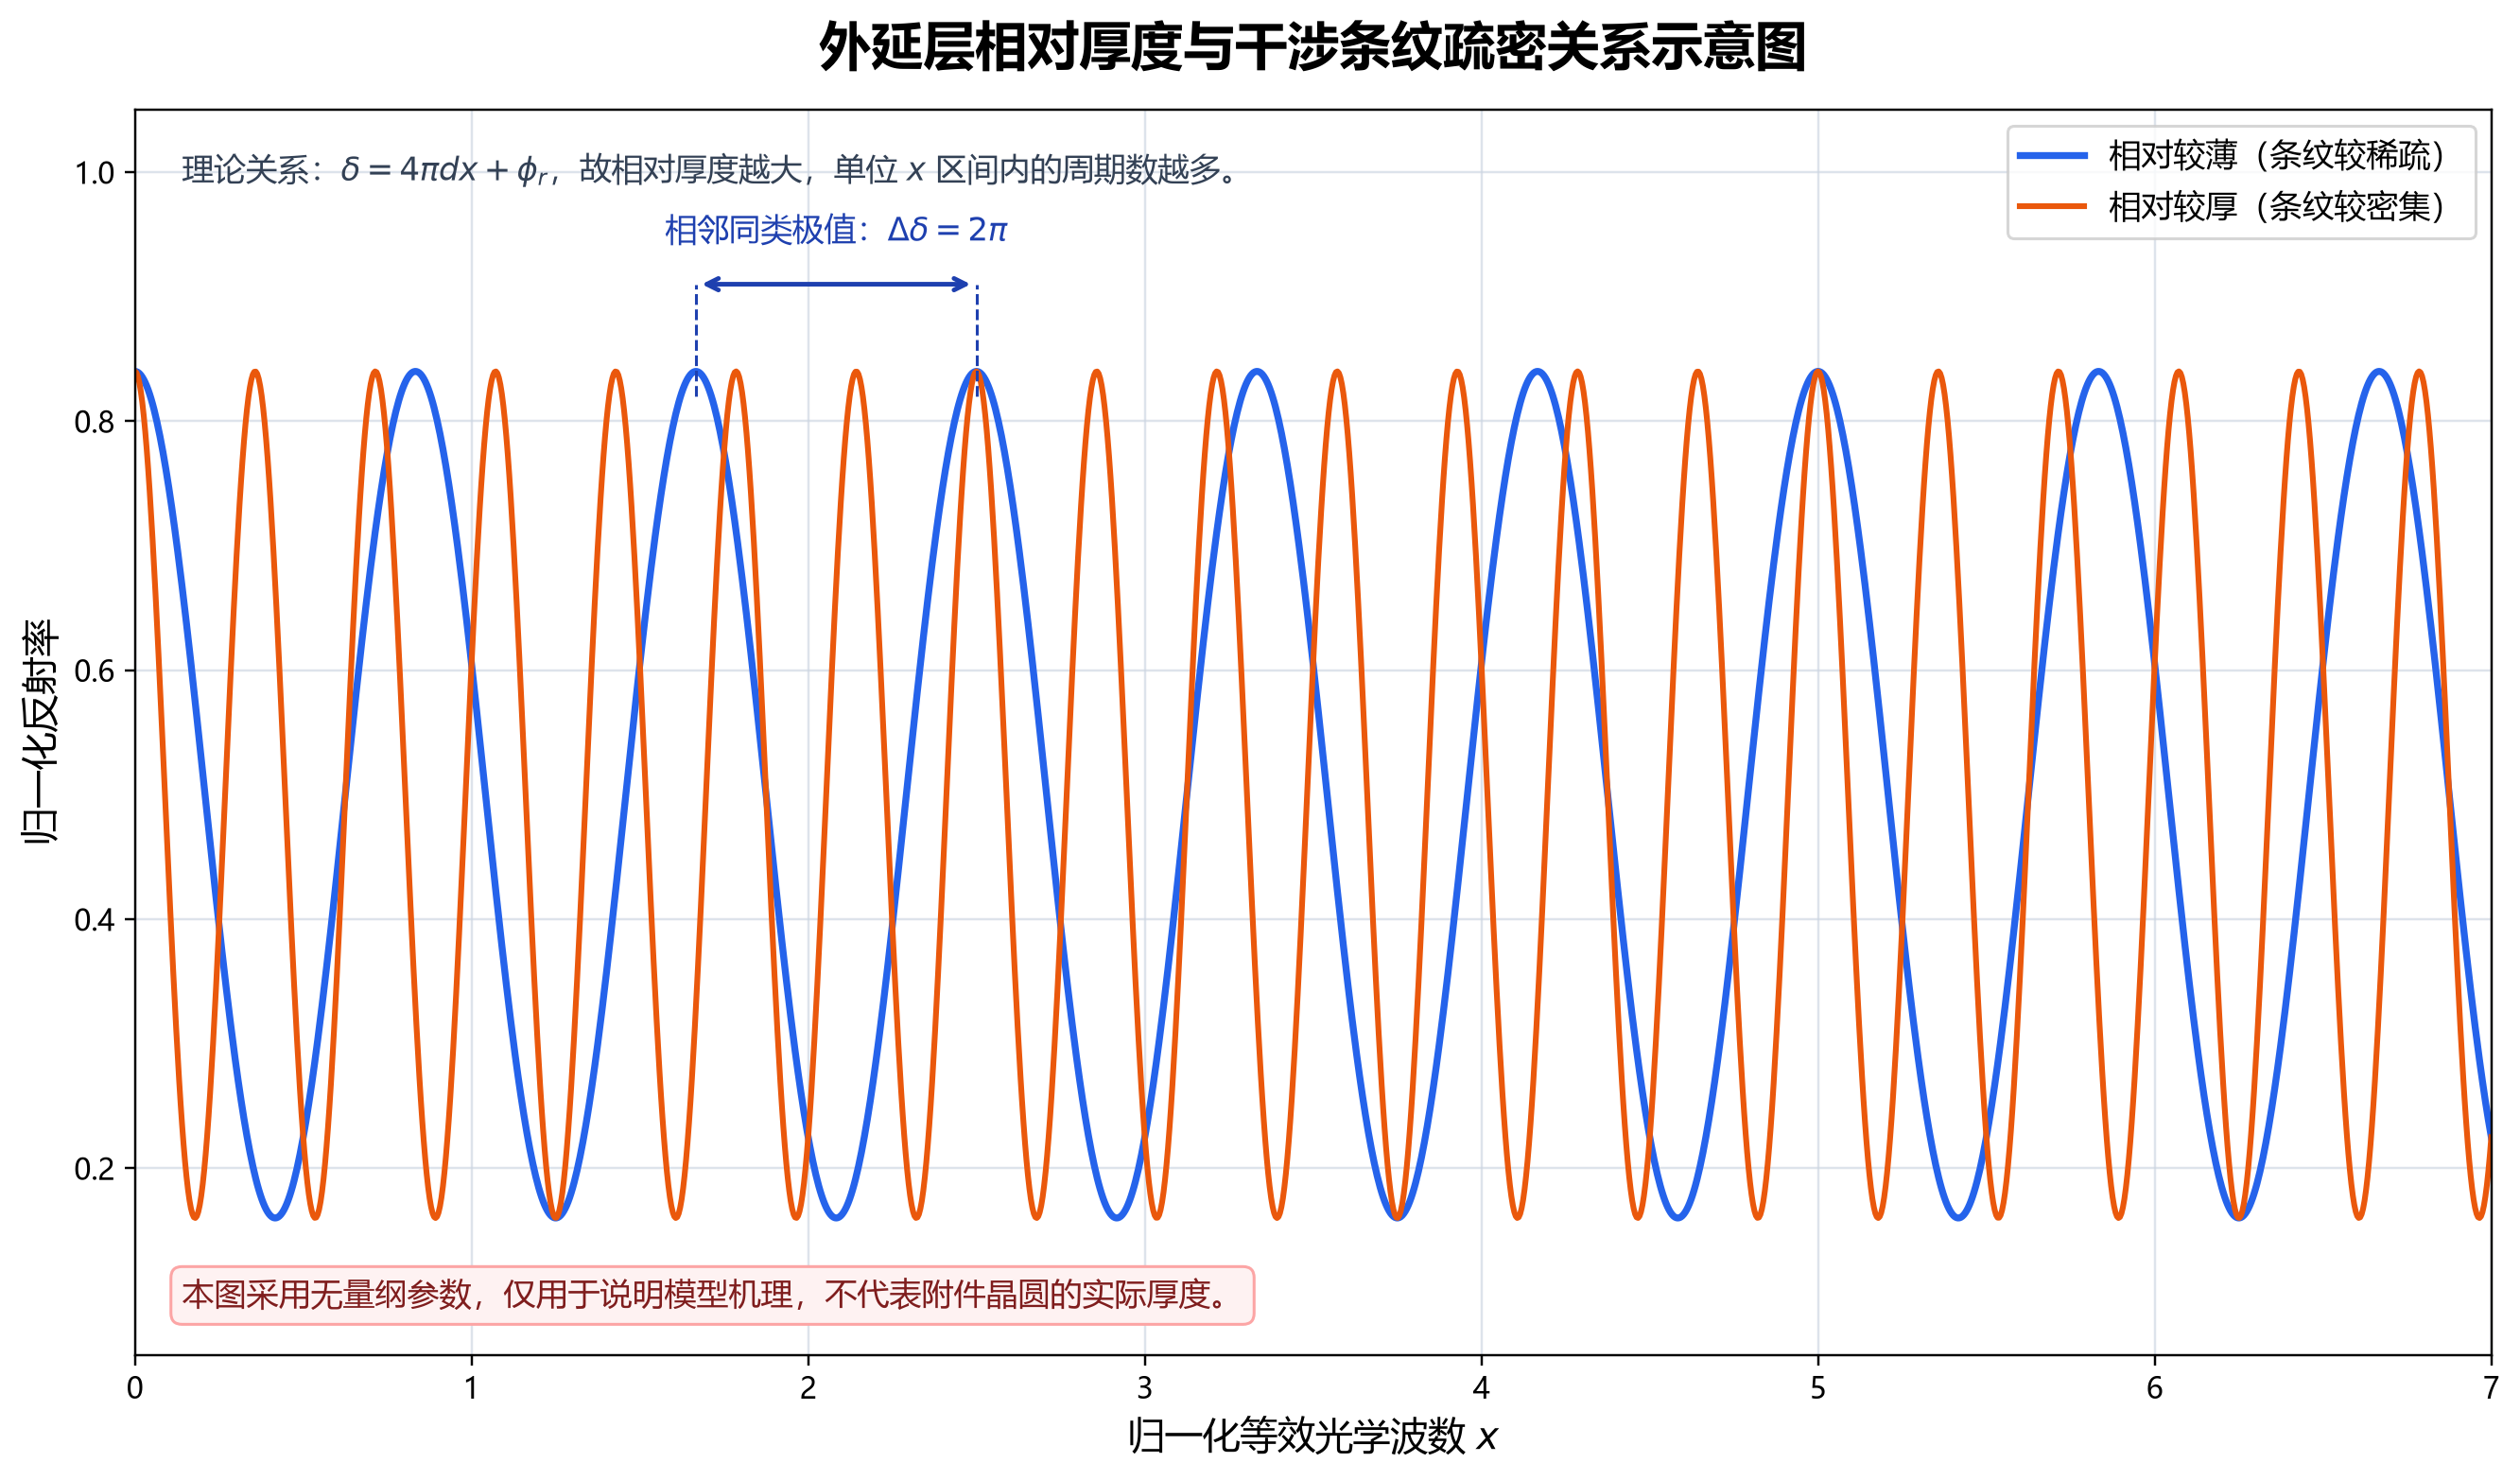 外延层相对厚度与干涉条纹疏密关系示意图
理论关系：δ = 4πdx + ϕᵣ，故相对厚度越大，单位 x 区间内的周期数越多。
相邻同类极值：Δδ = 2π
相对较薄（条纹较稀疏）
相对较厚（条纹较密集）
归一化反射率
1.0
0.8
0.6
0.4
0.2
本图采用无量纲参数，仅用于说明模型机理，不代表附件晶圆的实际厚度。
0 1 2 3 4 5 6 7
归一化等效光学波数 x